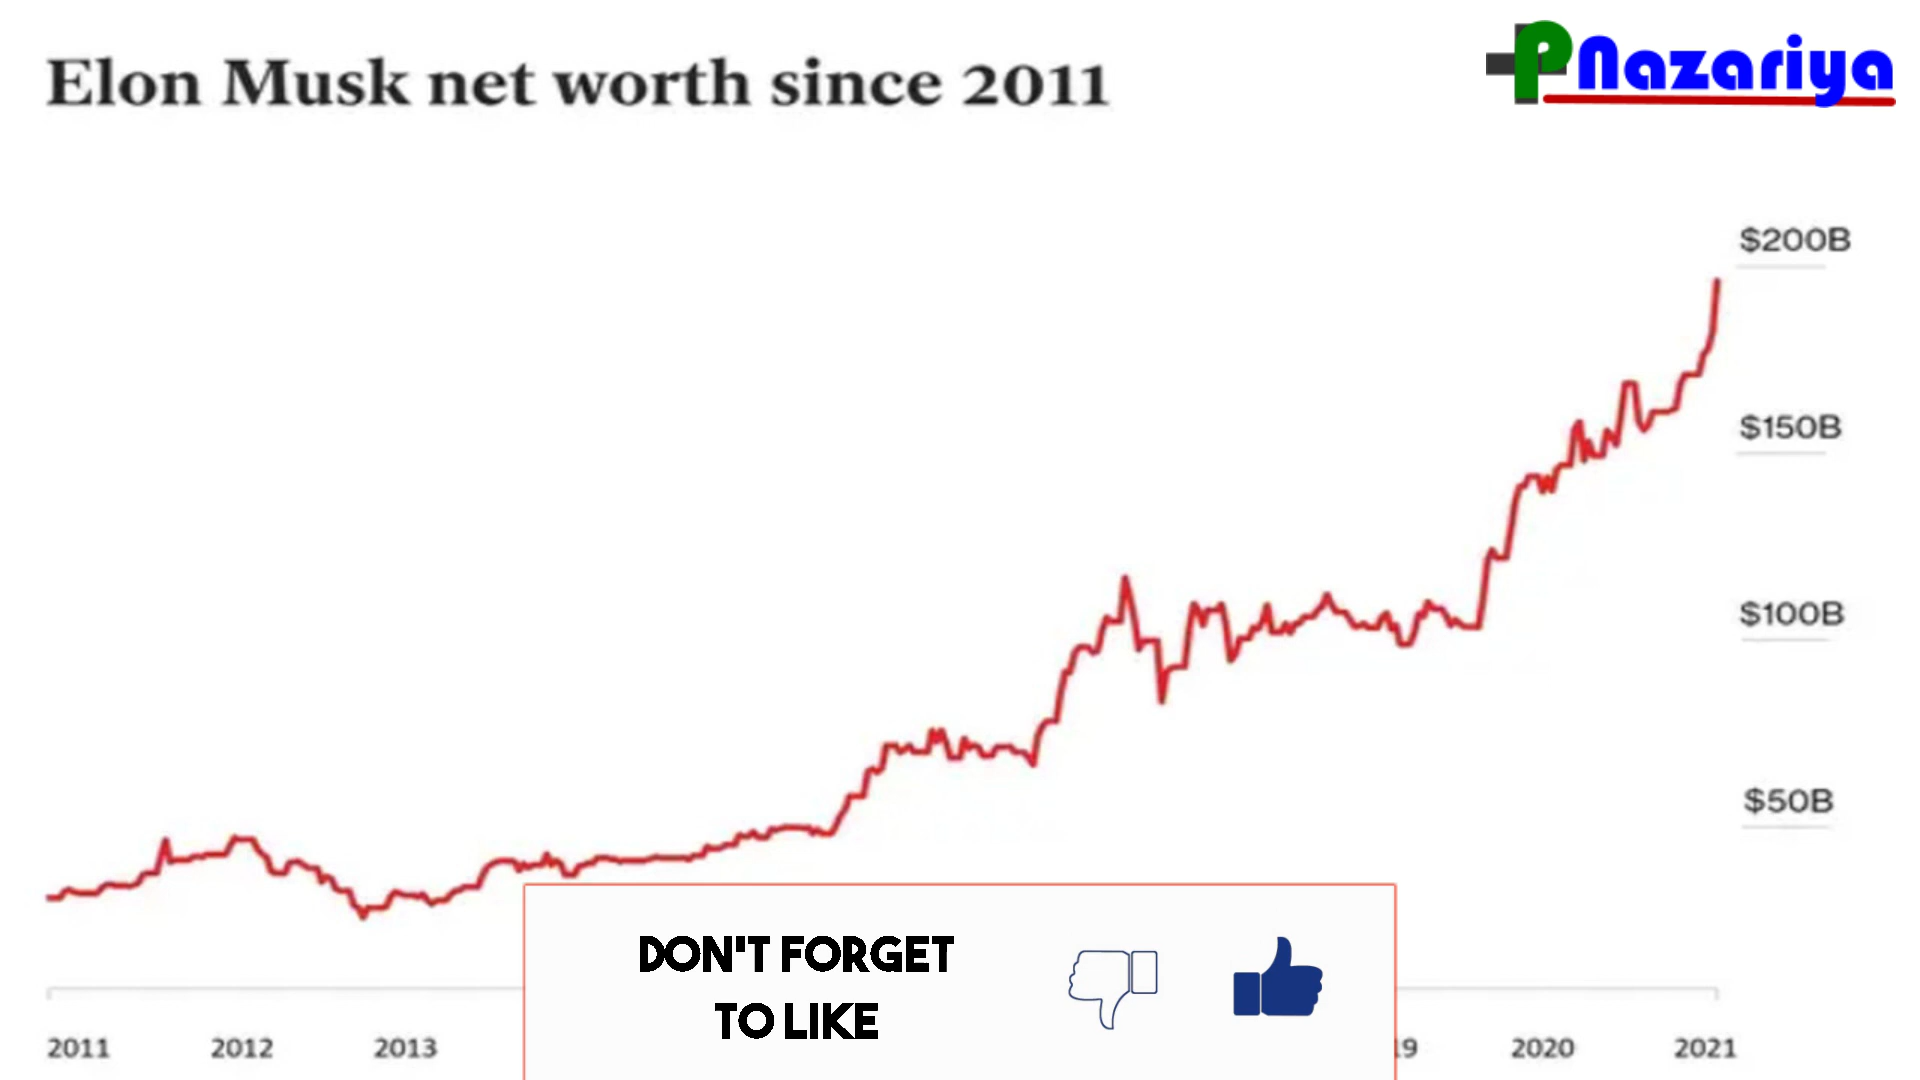 Elon Musk net worth since 2011
PNazariya
$200B
$150B
$100B
$50B
DON'T FORGET
TO LIKE
2011 2012 2013 19 2020 2021